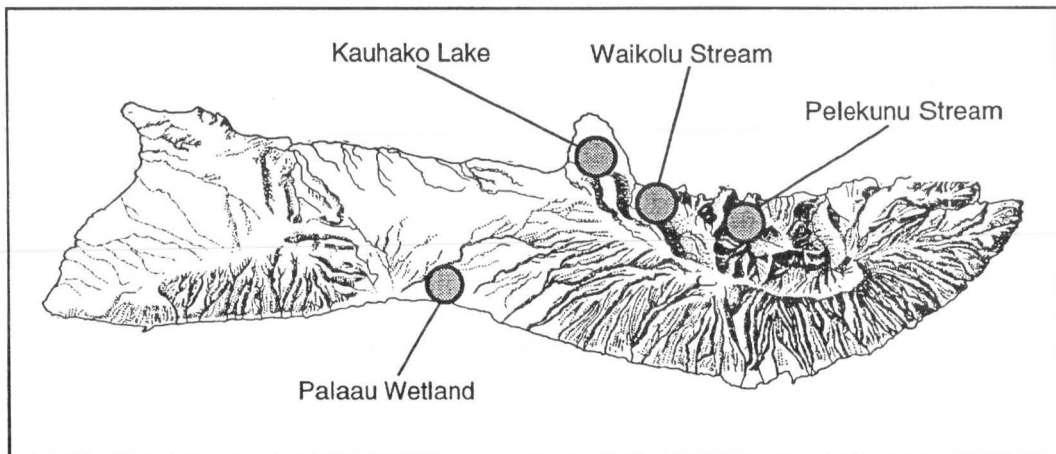 Kauhako Lake
Waikolu Stream
Pelekunu Stream
Palaau Wetland